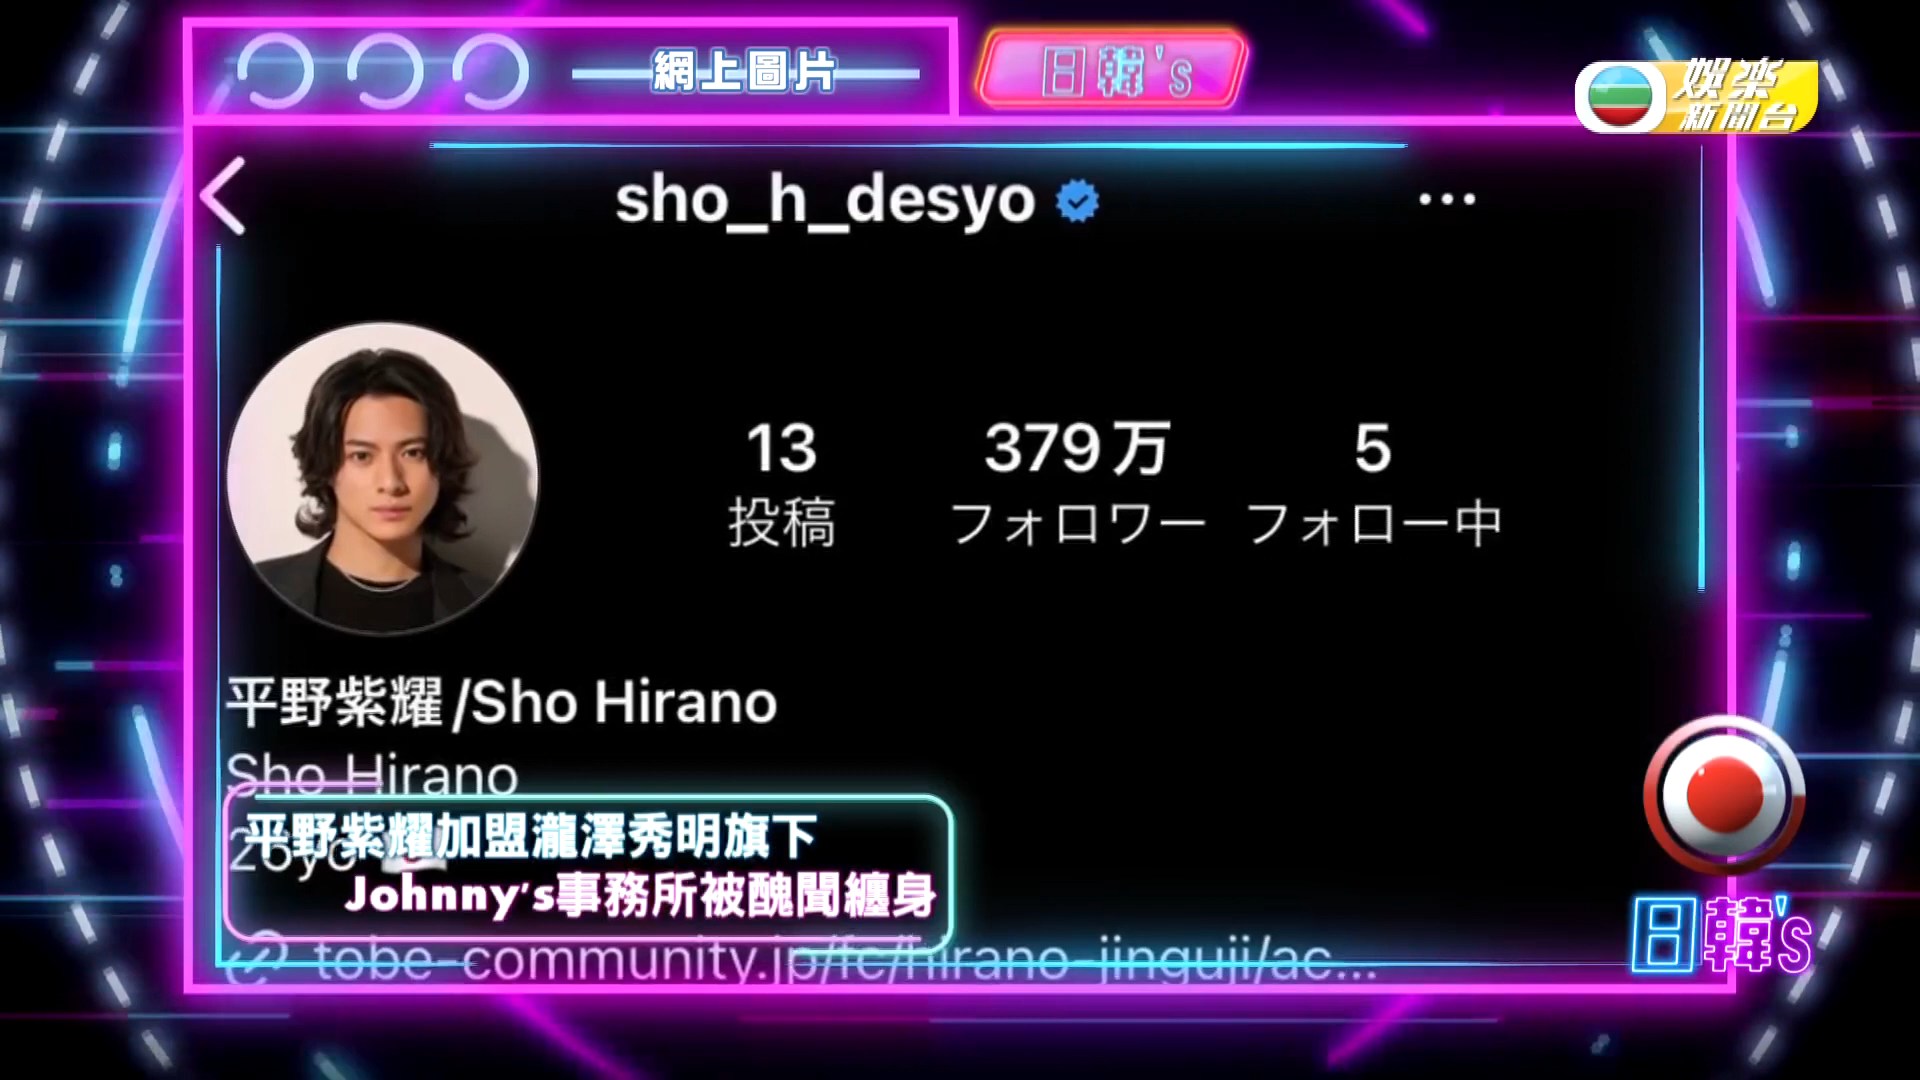 網上圖片
日韓's
娛樂
新聞台
sho_h_desyo
13
379万
5
投稿
フォロワー
フォロー中
平野紫耀/Sho Hirano
Sho Hirano
26yo
平野紫耀加盟瀧澤秀明旗下
Johnny's事務所被醜聞纏身
tobe-community.jp/fc/hirano-jinguji/ac...
日韓's